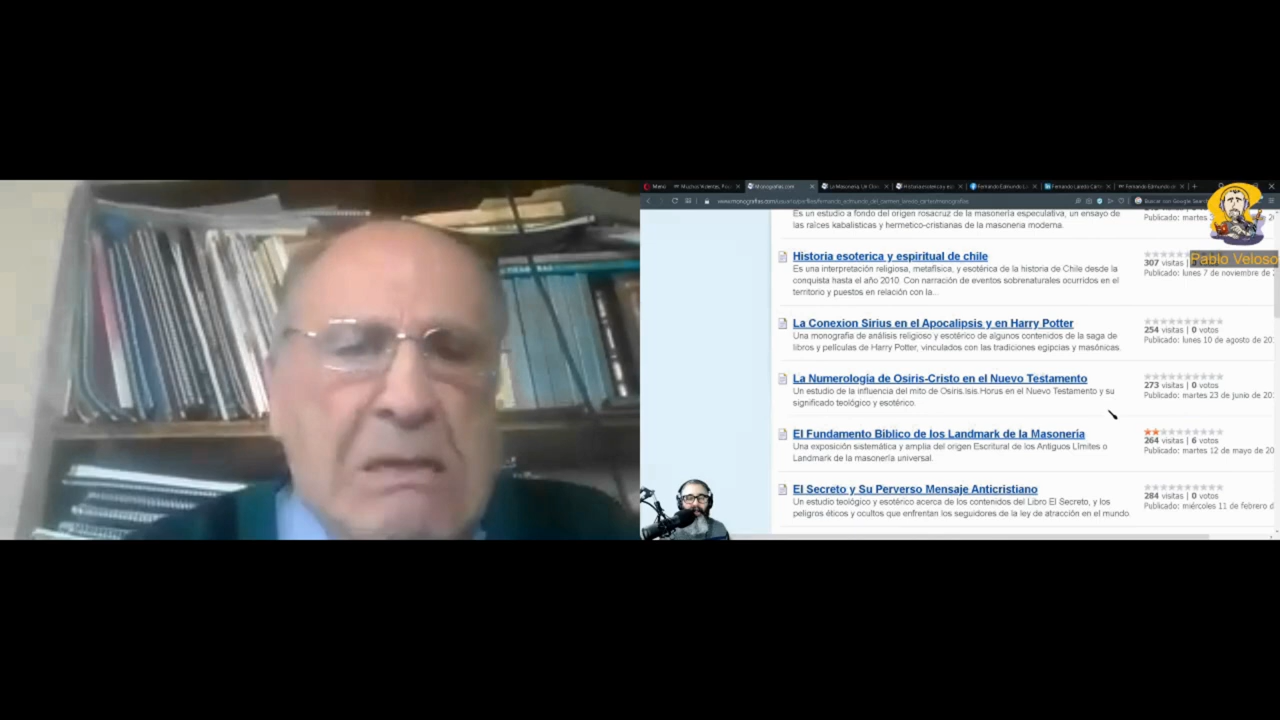 Menú
Monografias.com
Es un estudio a fondo del origen rosacruz de la masonería especulativa, un ensayo de
las raíces kabalísticas y hermetico-cristianas de la masoneria moderna.
Publicado: martes
Historia esoterica y espiritual de chile
Es una interpretación religiosa, metafísica, y esotérica de la historia de Chile desde la
conquista hasta el año 2010. Con narración de eventos sobrenaturales ocurridos en el
territorio y puestos en relación con la...
307 visitas |
Publicado: lunes 7 de noviembre de
Pablo Veloso
La Conexion Sirius en el Apocalipsis y en Harry Potter
Una monografia de análisis religioso y esotérico de algunos contenidos de la saga de
libros y películas de Harry Potter, vinculados con las tradiciones egipcias y masónicas.
254 visitas | 0 votos
Publicado: lunes 10 de agosto de 20
La Numerología de Osiris-Cristo en el Nuevo Testamento
Un estudio de la influencia del mito de Osiris.Isis.Horus en el Nuevo Testamento y su
significado teológico y esotérico.
273 visitas | 0 votos
Publicado: martes 23 de junio de 20
El Fundamento Bíblico de los Landmark de la Masonería
Una exposición sistemática y amplia del origen Escritural de los Antiguos Límites o
Landmark de la masonería universal.
264 visitas | 6 votos
Publicado: martes 12 de mayo de 20
El Secreto y Su Perverso Mensaje Anticristiano
Un estudio teológico y esotérico acerca de los contenidos del Libro El Secreto, y los
peligros éticos y ocultos que enfrentan los seguidores de la ley de atracción en el mundo
284 visitas | 0 votos
Publicado: miércoles 11 de febrero d